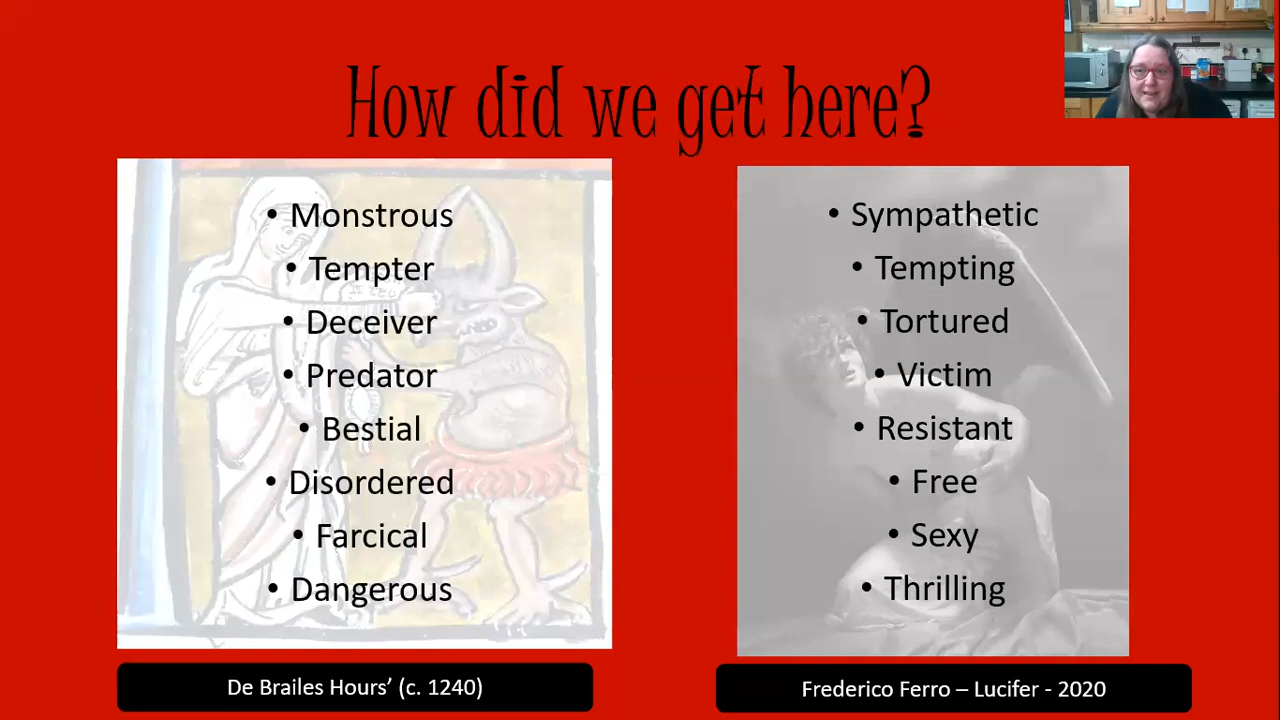 How did we get here?
• Monstrous
• Tempter
• Deceiver
• Predator
• Bestial
• Disordered
• Farcical
• Dangerous
De Brailes Hours’ (c. 1240)
• Sympathetic
• Tempting
• Tortured
• Victim
• Resistant
• Free
• Sexy
• Thrilling
Frederico Ferro – Lucifer - 2020